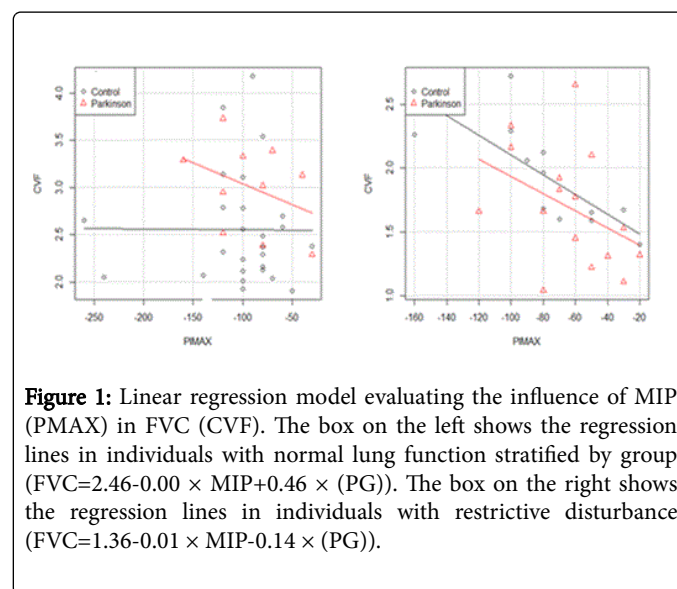 Control
Parkinson
CVF
4.0
3.5
3.0
2.5
2.0
-250 -200 -150 -100 -50
PIMAX
Control
Parkinson
CVF
2.5
2.0
1.5
1.0
-160 -140 -120 -100 -80 -60 -40 -20
PIMAX
Figure 1: Linear regression model evaluating the influence of MIP
(PMAX) in FVC (CVF). The box on the left shows the regression
lines in individuals with normal lung function stratified by group
(FVC=2.46-0.00 × MIP+0.46 × (PG)). The box on the right shows
the regression lines in individuals with restrictive disturbance
(FVC=1.36-0.01 × MIP-0.14 × (PG)).